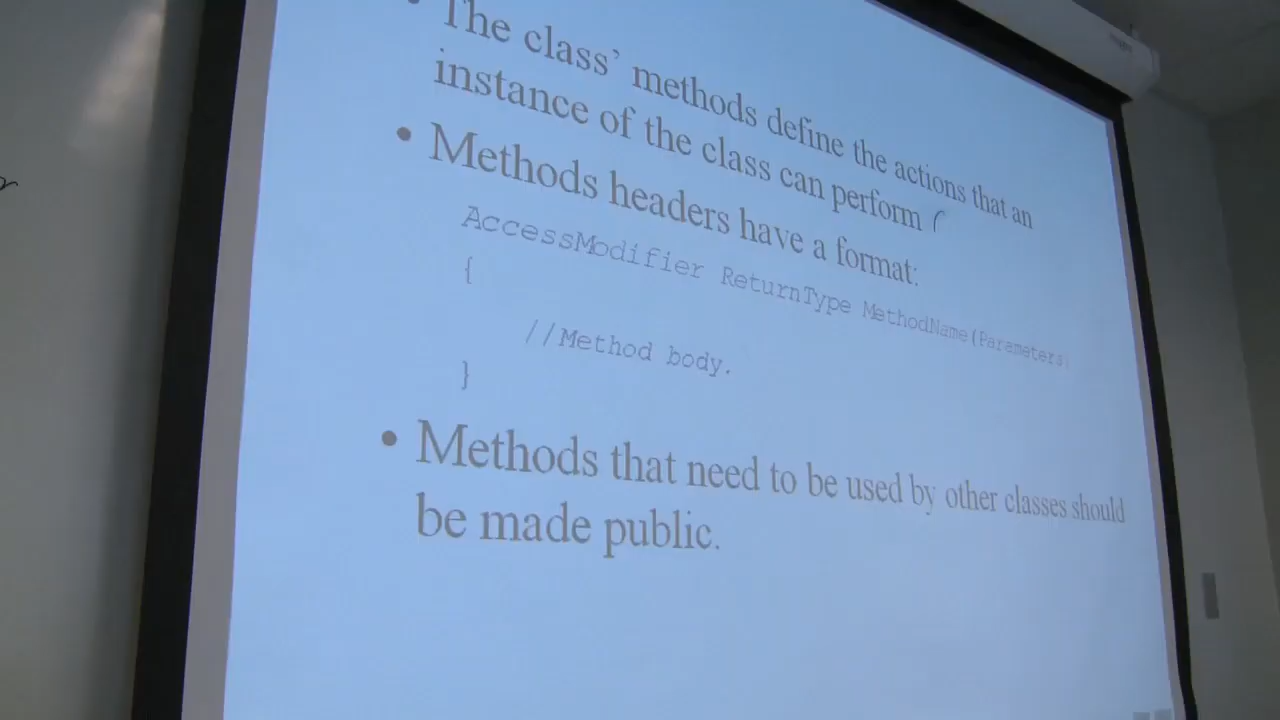 • The class’ methods define the actions that an
instance of the class can perform
• Methods headers have a format:
AccessModifier ReturnType MethodName(Parameters)
{
//Method body.
}
• Methods that need to be used by other classes should
be made public.